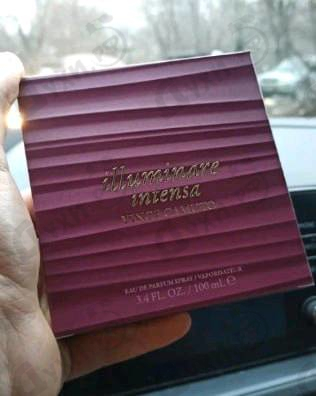 illuminare
intensa
VINCE CAMUTO
EAU DE PARFUM SPRAY / VAPORISATEUR
3.4 FL. OZ. / 100 mL ℮